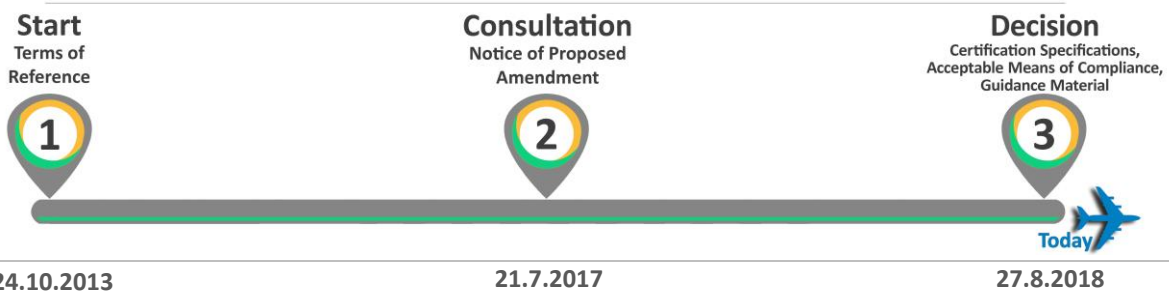 Start
Terms of
Reference
Consultation
Notice of Proposed
Amendment
Decision
Certification Specifications,
Acceptable Means of Compliance,
Guidance Material
1
2
3
Today
24.10.2013
21.7.2017
27.8.2018